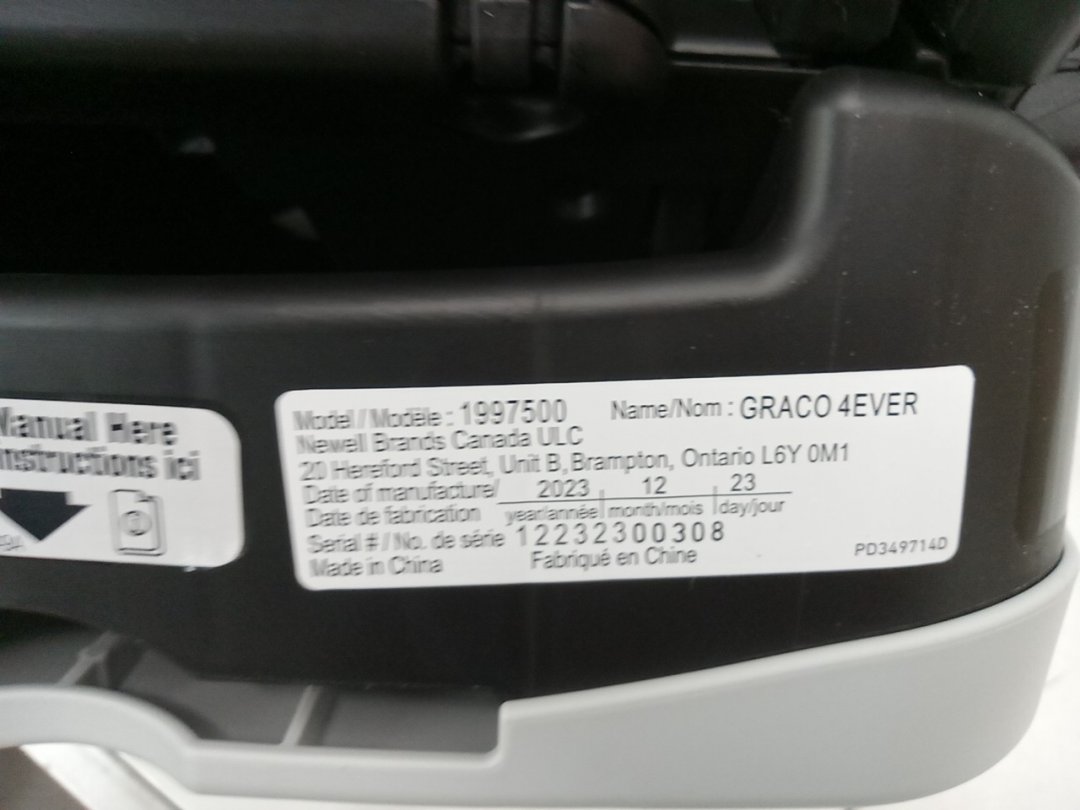 Manual Here
instructions ici
Model / Modèle : 1997500 Name/Nom : GRACO 4EVER
Newell Brands Canada ULC
20 Hereford Street, Unit B, Brampton, Ontario L6Y 0M1
Date of manufacture/ 2023 12 23
Date de fabrication year/année month/mois day/jour
Serial # / No. de série 12232300308
Made in China Fabriqué en Chine PD349714D